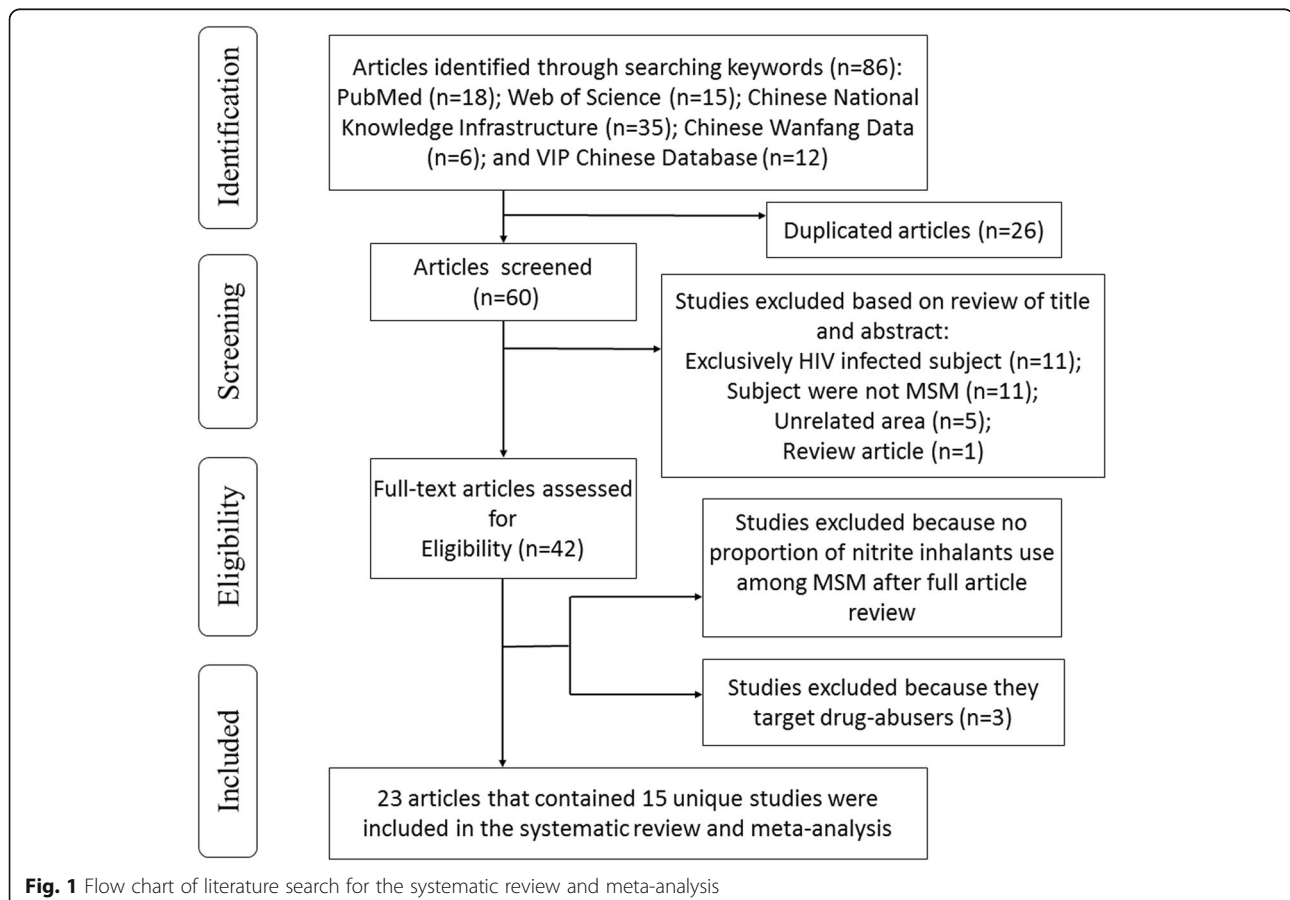 Identification
Articles identified through searching keywords (n=86):
PubMed (n=18); Web of Science (n=15); Chinese National
Knowledge Infrastructure (n=35); Chinese Wanfang Data
(n=6); and VIP Chinese Database (n=12)
Duplicated articles (n=26)
Screening
Articles screened
(n=60)
Studies excluded based on review of title
and abstract:
Exclusively HIV infected subject (n=11);
Subject were not MSM (n=11);
Unrelated area (n=5);
Review article (n=1)
Eligibility
Full-text articles assessed
for
Eligibility (n=42)
Studies excluded because no
proportion of nitrite inhalants use
among MSM after full article
review
Studies excluded because they
target drug-abusers (n=3)
Included
23 articles that contained 15 unique studies were
included in the systematic review and meta-analysis
Fig. 1 Flow chart of literature search for the systematic review and meta-analysis